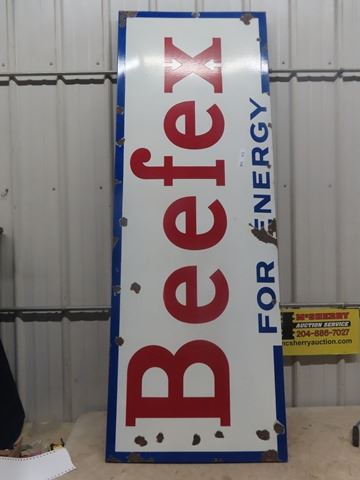 Beefex
FOR ENERGY
McSHERRY
AUCTION SERVICE
204-886-7027
mcsherryauction.com